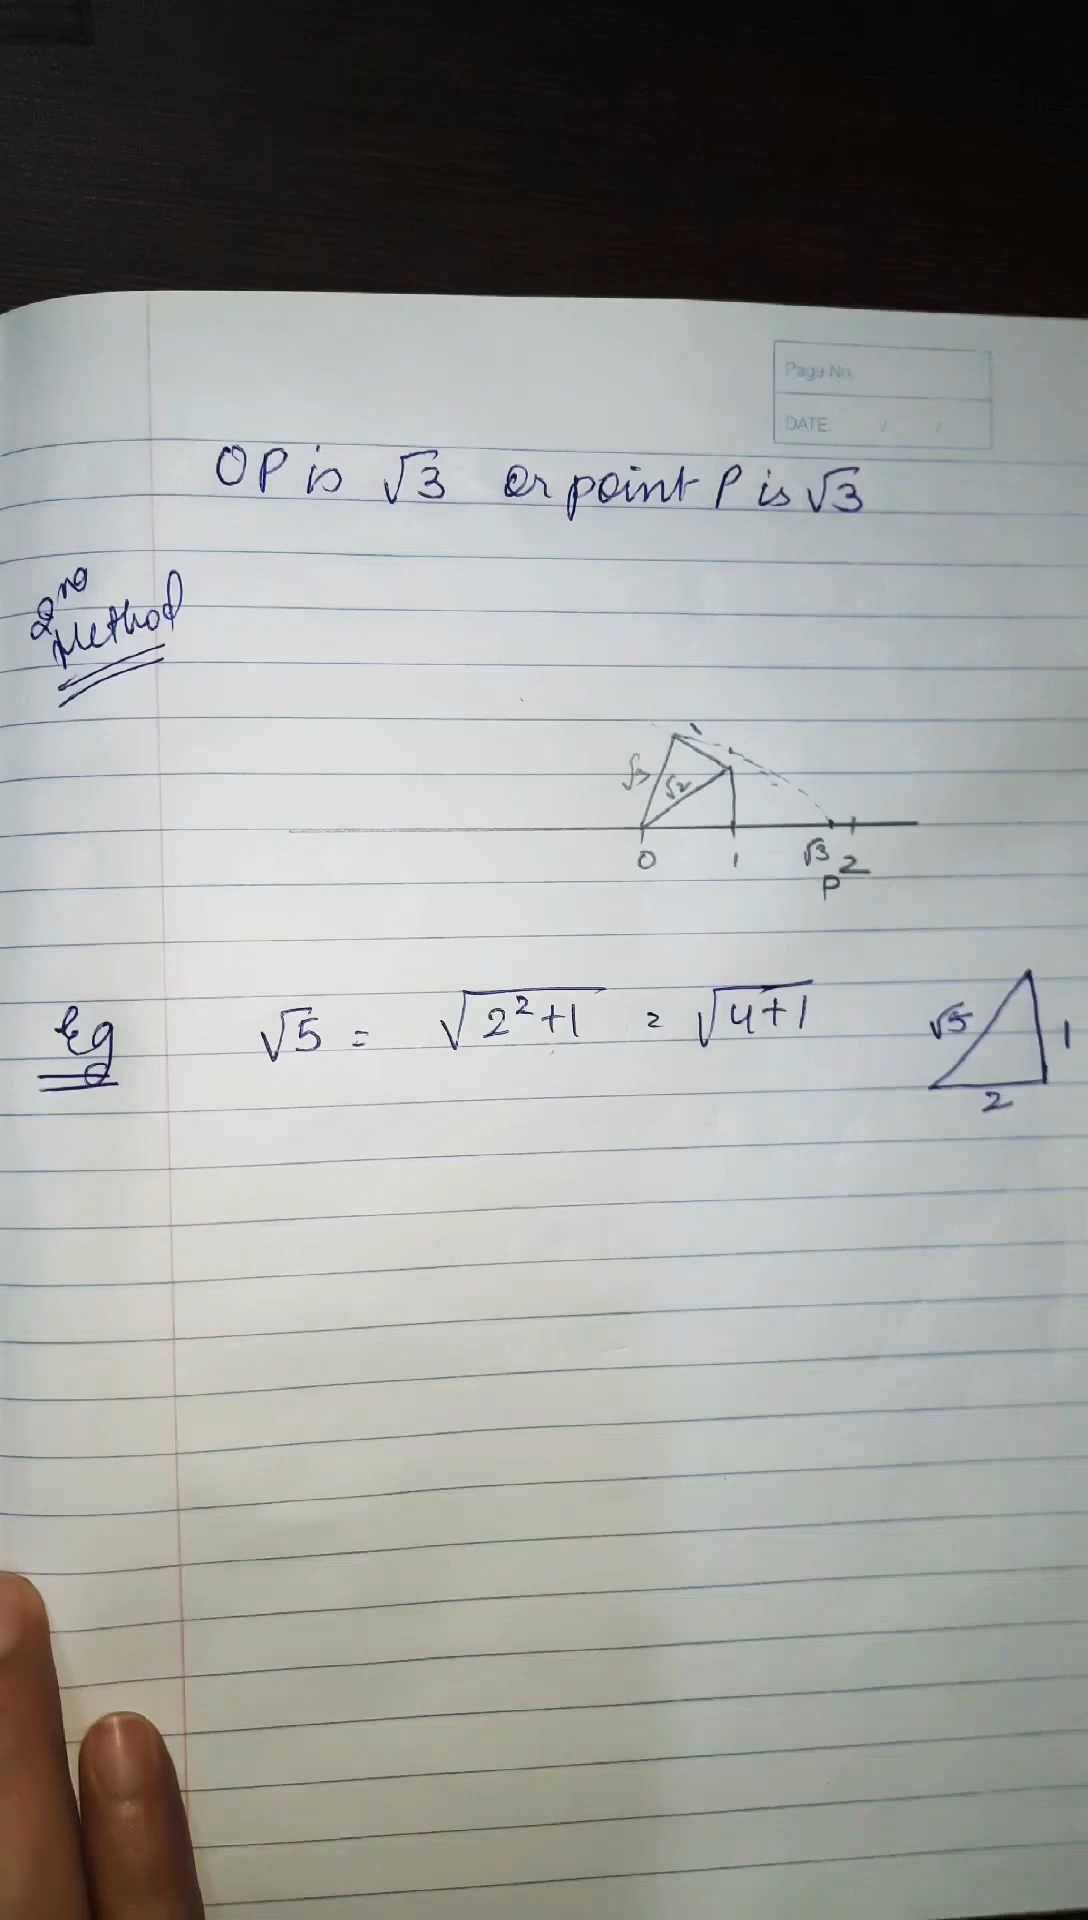 Page No.
DATE: / /
OP is √3 or point P is √3
2nd
Method
√3 √2 1
0 1 √3 2
P
Eg √5 = √2²+1 = √4+1
√5 1
2